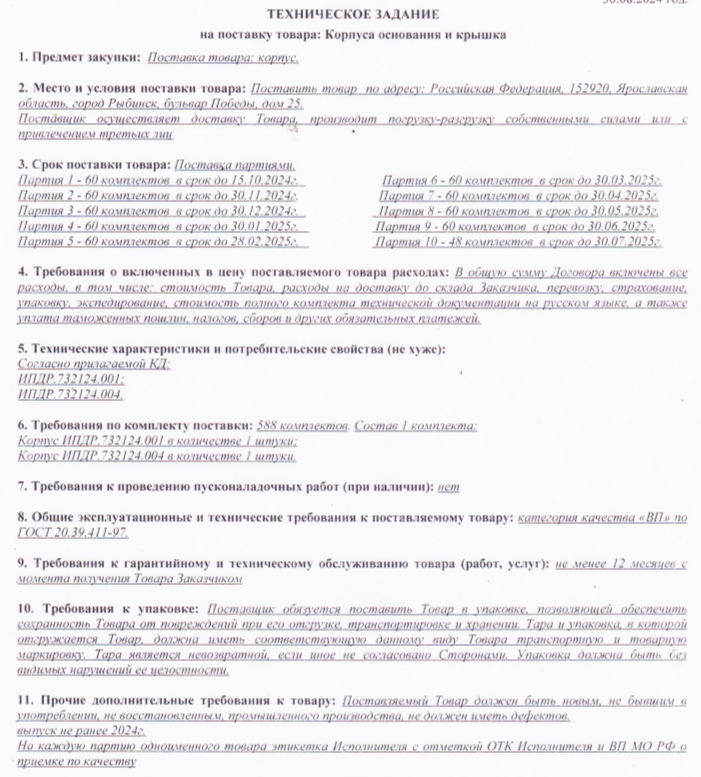 30.08.2024 год.
ТЕХНИЧЕСКОЕ ЗАДАНИЕ
на поставку товара: Корпуса основания и крышка
1. Предмет закупки: Поставка товара: корпус.
2. Место и условия поставки товара: Поставить товар по адресу: Российская Федерация, 152920, Ярославская
область, город Рыбинск, бульвар Победы, дом 25.
Поставщик осуществляет доставку Товара, производит погрузку-разгрузку собственными силами или с
привлечением третьих лиц
3. Срок поставки товара: Поставка партиями.
Партия 1 - 60 комплектов в срок до 15.10.2024г. Партия 6 - 60 комплектов в срок до 30.03.2025г.
Партия 2 - 60 комплектов в срок до 30.11.2024г. Партия 7 - 60 комплектов в срок до 30.04.2025г.
Партия 3 - 60 комплектов в срок до 30.12.2024г. Партия 8 - 60 комплектов в срок до 30.05.2025г.
Партия 4 - 60 комплектов в срок до 30.01.2025г. Партия 9 - 60 комплектов в срок до 30.06.2025г.
Партия 5 - 60 комплектов в срок до 28.02.2025г. Партия 10 - 48 комплектов в срок до 30.07.2025г.
4. Требования о включенных в цену поставляемого товара расходах: В общую сумму Договора включены все
расходы, в том числе: стоимость Товара, расходы на доставку до склада Заказчика, перевозку, страхование,
упаковку, экспедирование, стоимость полного комплекта технической документации на русском языке, а также
уплата таможенных пошлин, налогов, сборов и других обязательных платежей.
5. Технические характеристики и потребительские свойства (не хуже):
Согласно прилагаемой КД:
ИПДР.732124.001;
ИПДР.732124.004.
6. Требования по комплекту поставки: 588 комплектов. Состав 1 комплекта:
Корпус ИПДР.732124.001 в количестве 1 штуки;
Корпус ИПДР.732124.004 в количестве 1 штуки.
7. Требования к проведению пусконаладочных работ (при наличии): нет
8. Общие эксплуатационные и технические требования к поставляемому товару: категория качества «ВП» по
ГОСТ 20.39.411-97.
9. Требования к гарантийному и техническому обслуживанию товара (работ, услуг): не менее 12 месяцев с
момента получения Товара Заказчиком
10. Требования к упаковке: Поставщик обязуется поставить Товар в упаковке, позволяющей обеспечить
сохранность Товара от повреждений при его отгрузке, транспортировке и хранении. Тара и упаковка, в которой
отгружается Товар, должна иметь соответствующую данному виду Товара транспортную и товарную
маркировку. Тара является невозвратной, если иное не согласовано Сторонами. Упаковка должна быть без
видимых нарушений ее целостности.
11. Прочие дополнительные требования к товару: Поставляемый Товар должен быть новым, не бывшим в
употреблении, не восстановленным, промышленного производства, не должен иметь дефектов.
выпуск не ранее 2024г.
На каждую партию одноименного товара этикетка Исполнителя с отметкой ОТК Исполнителя и ВП МО РФ о
приемке по качеству